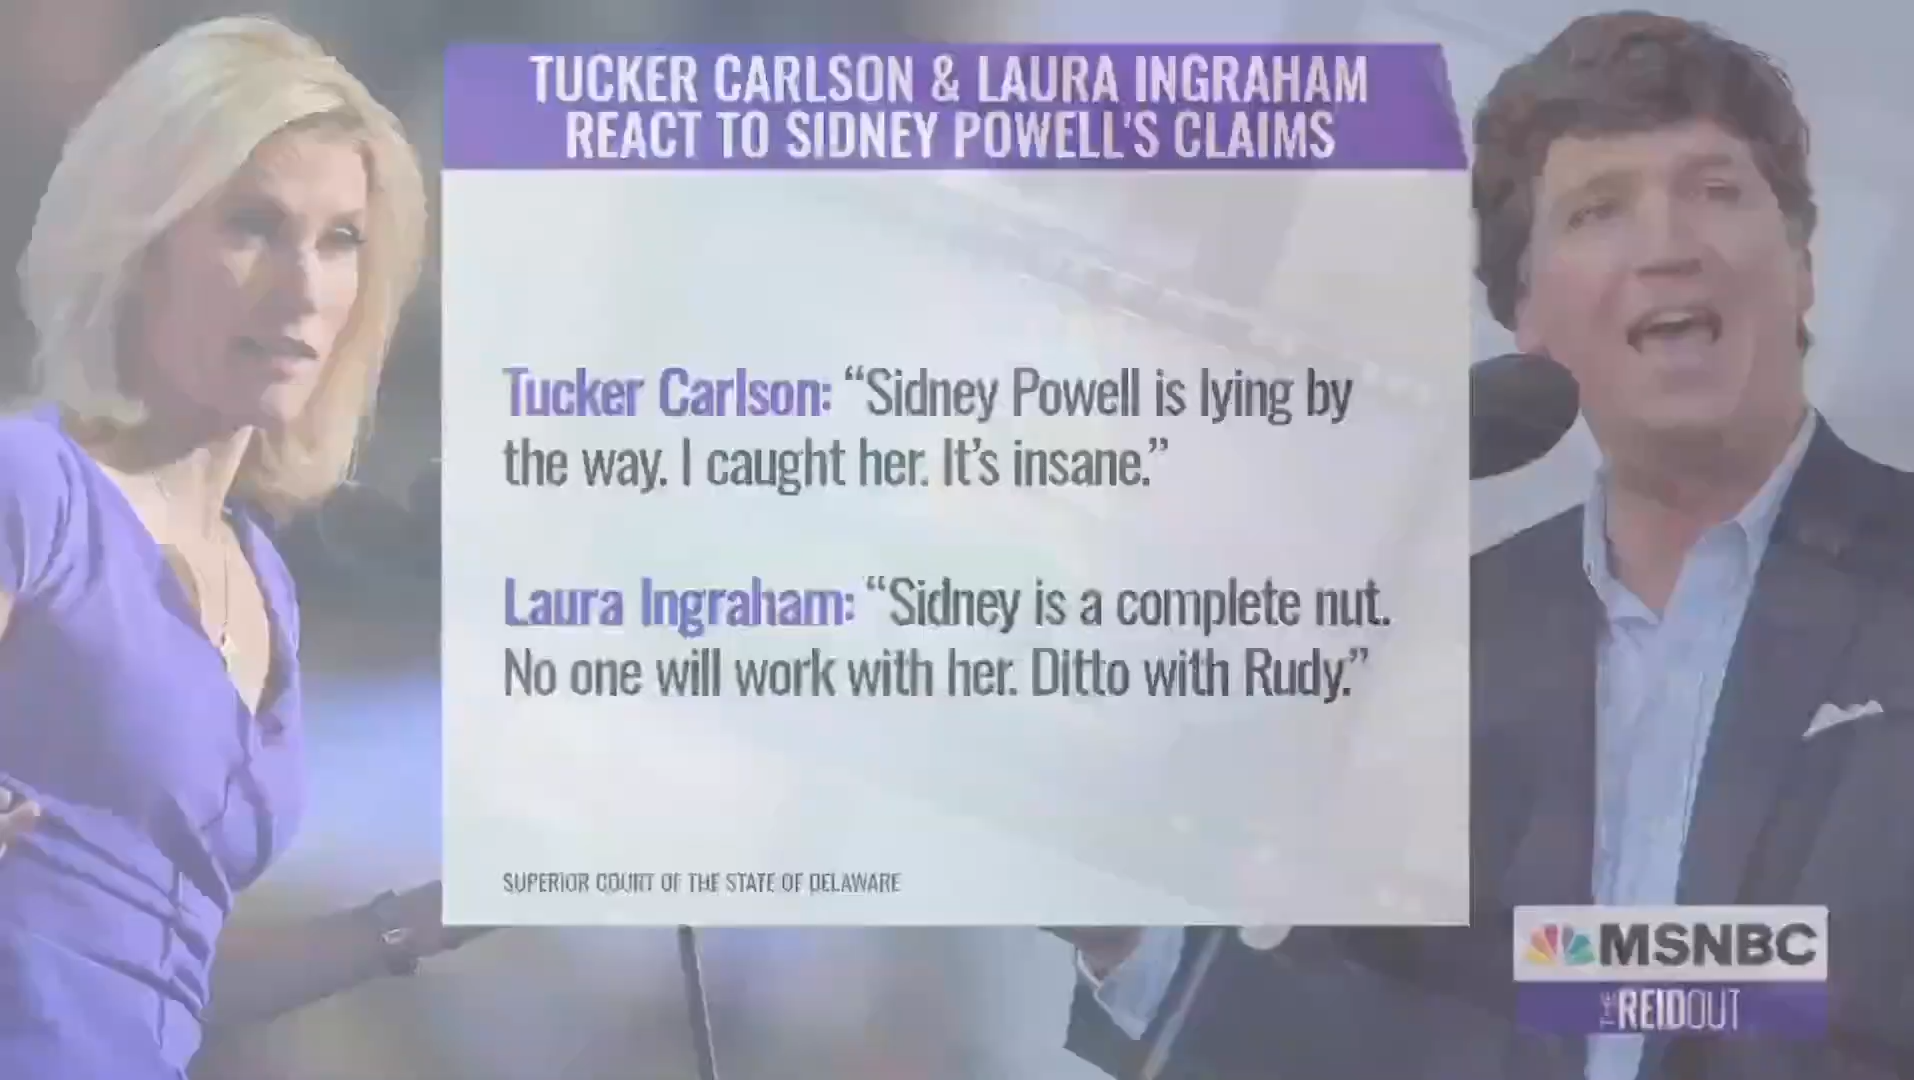 TUCKER CARLSON & LAURA INGRAHAM
REACT TO SIDNEY POWELL'S CLAIMS
Tucker Carlson: “Sidney Powell is lying by
the way. I caught her. It’s insane.”
Laura Ingraham: “Sidney is a complete nut.
No one will work with her. Ditto with Rudy.”
SUPERIOR COURT OF THE STATE OF DELAWARE
MSNBC
THE REIDOUT